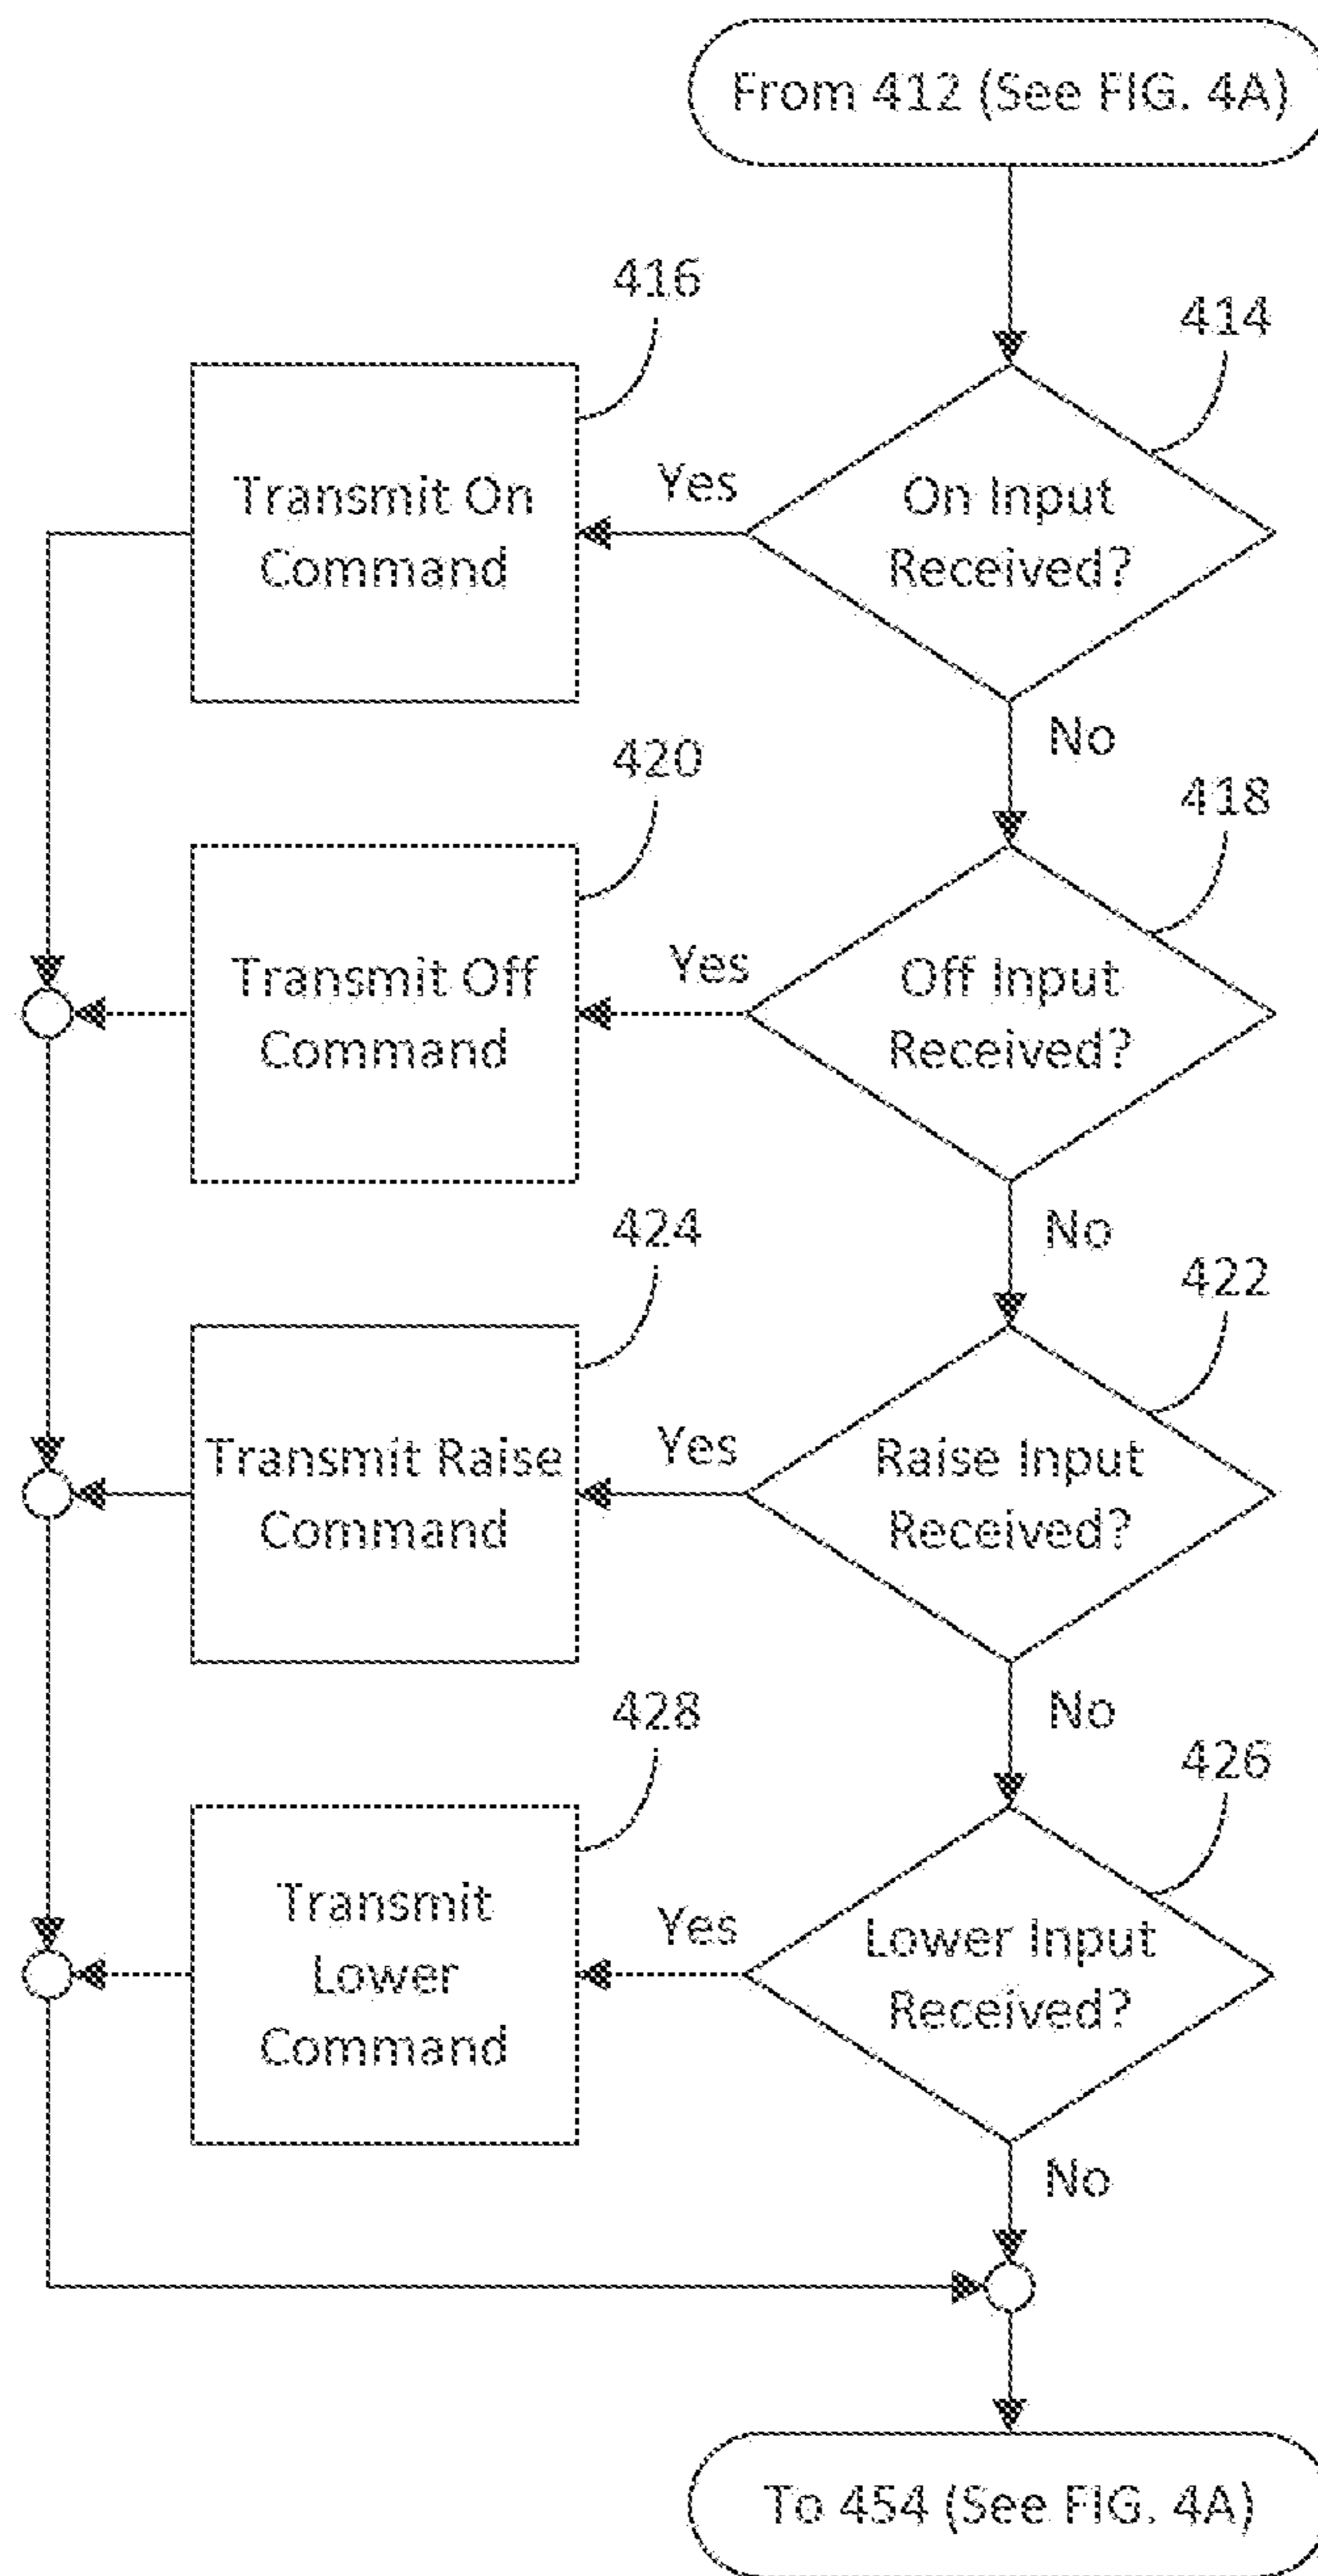 From 412 (See FIG. 4A)
416
414
Transmit On
Command
Yes
On Input
Received?
No
420
418
Transmit Off
Command
Yes
Off Input
Received?
No
424
422
Transmit Raise
Command
Yes
Raise Input
Received?
No
428
426
Transmit
Lower
Command
Yes
Lower Input
Received?
No
To 454 (See FIG. 4A)